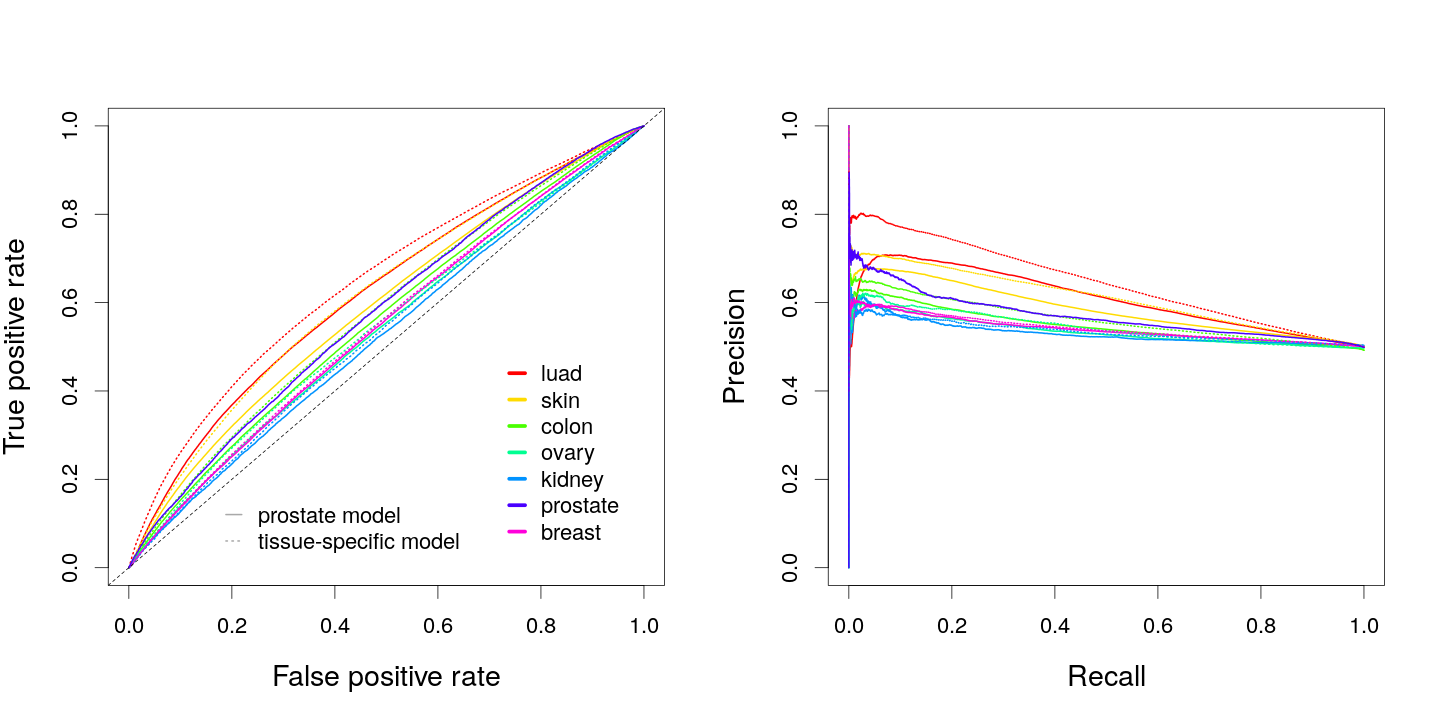 True positive rate
1.0
0.8
0.6
0.4
0.2
0.0
luad
skin
colon
ovary
kidney
prostate
breast
prostate model
tissue-specific model
0.0 0.2 0.4 0.6 0.8 1.0
False positive rate
Precision
1.0
0.8
0.6
0.4
0.2
0.0
0.0 0.2 0.4 0.6 0.8 1.0
Recall